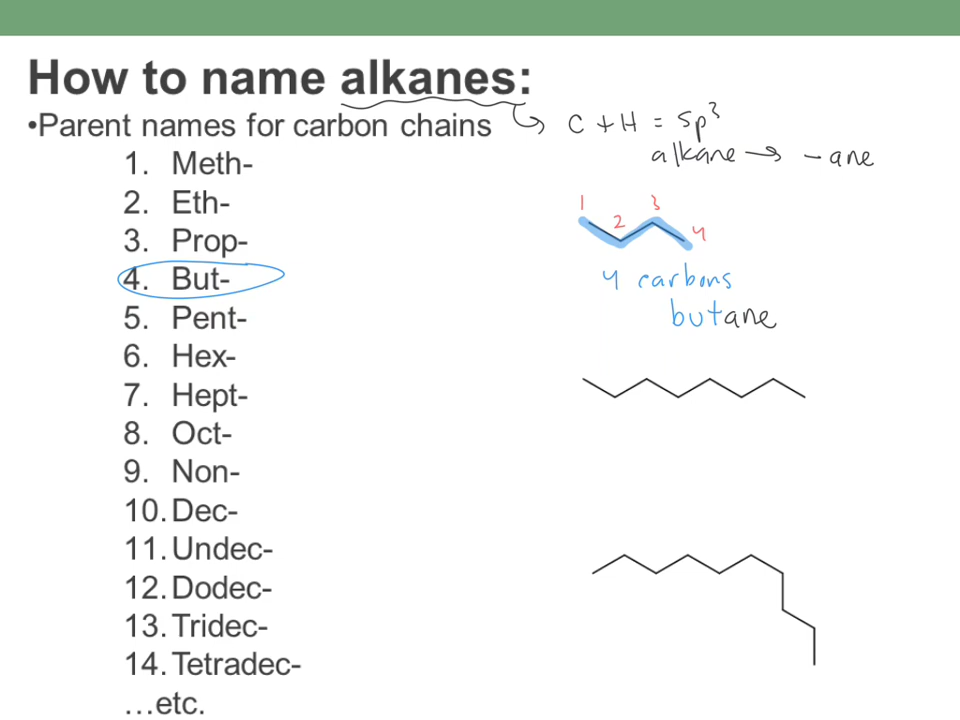 How to name alkanes:
•Parent names for carbon chains
C + H = sp³
alkane → -ane
1. Meth-
2. Eth-
3. Prop-
4. But-
5. Pent-
6. Hex-
7. Hept-
8. Oct-
9. Non-
10. Dec-
11. Undec-
12. Dodec-
13. Tridec-
14. Tetradec-
...etc.
1 2 3 4
4 carbons
butane